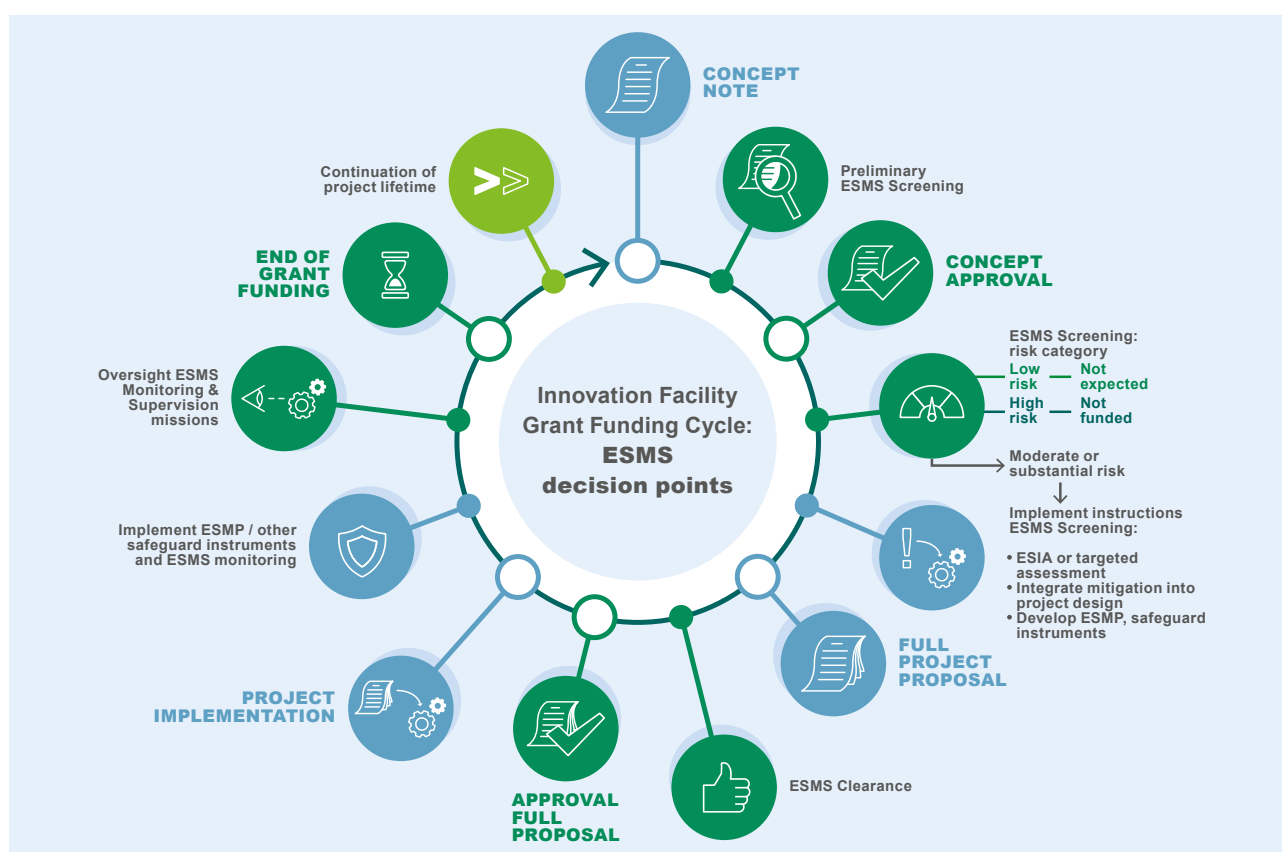 Innovation Facility
Grant Funding Cycle:
ESMS
decision points
CONCEPT
NOTE
Preliminary
ESMS Screening
CONCEPT
APPROVAL
ESMS Screening:
risk category
Low risk — Not expected
High risk — Not funded
Moderate or
substantial risk
Implement instructions
ESMS Screening:
• ESIA or targeted
assessment
• Integrate mitigation into
project design
• Develop ESMP, safeguard
instruments
FULL
PROJECT
PROPOSAL
ESMS Clearance
APPROVAL
FULL
PROPOSAL
PROJECT
IMPLEMENTATION
Implement ESMP / other
safeguard instruments
and ESMS monitoring
Oversight ESMS
Monitoring &
Supervision
missions
END OF
GRANT
FUNDING
Continuation of
project lifetime